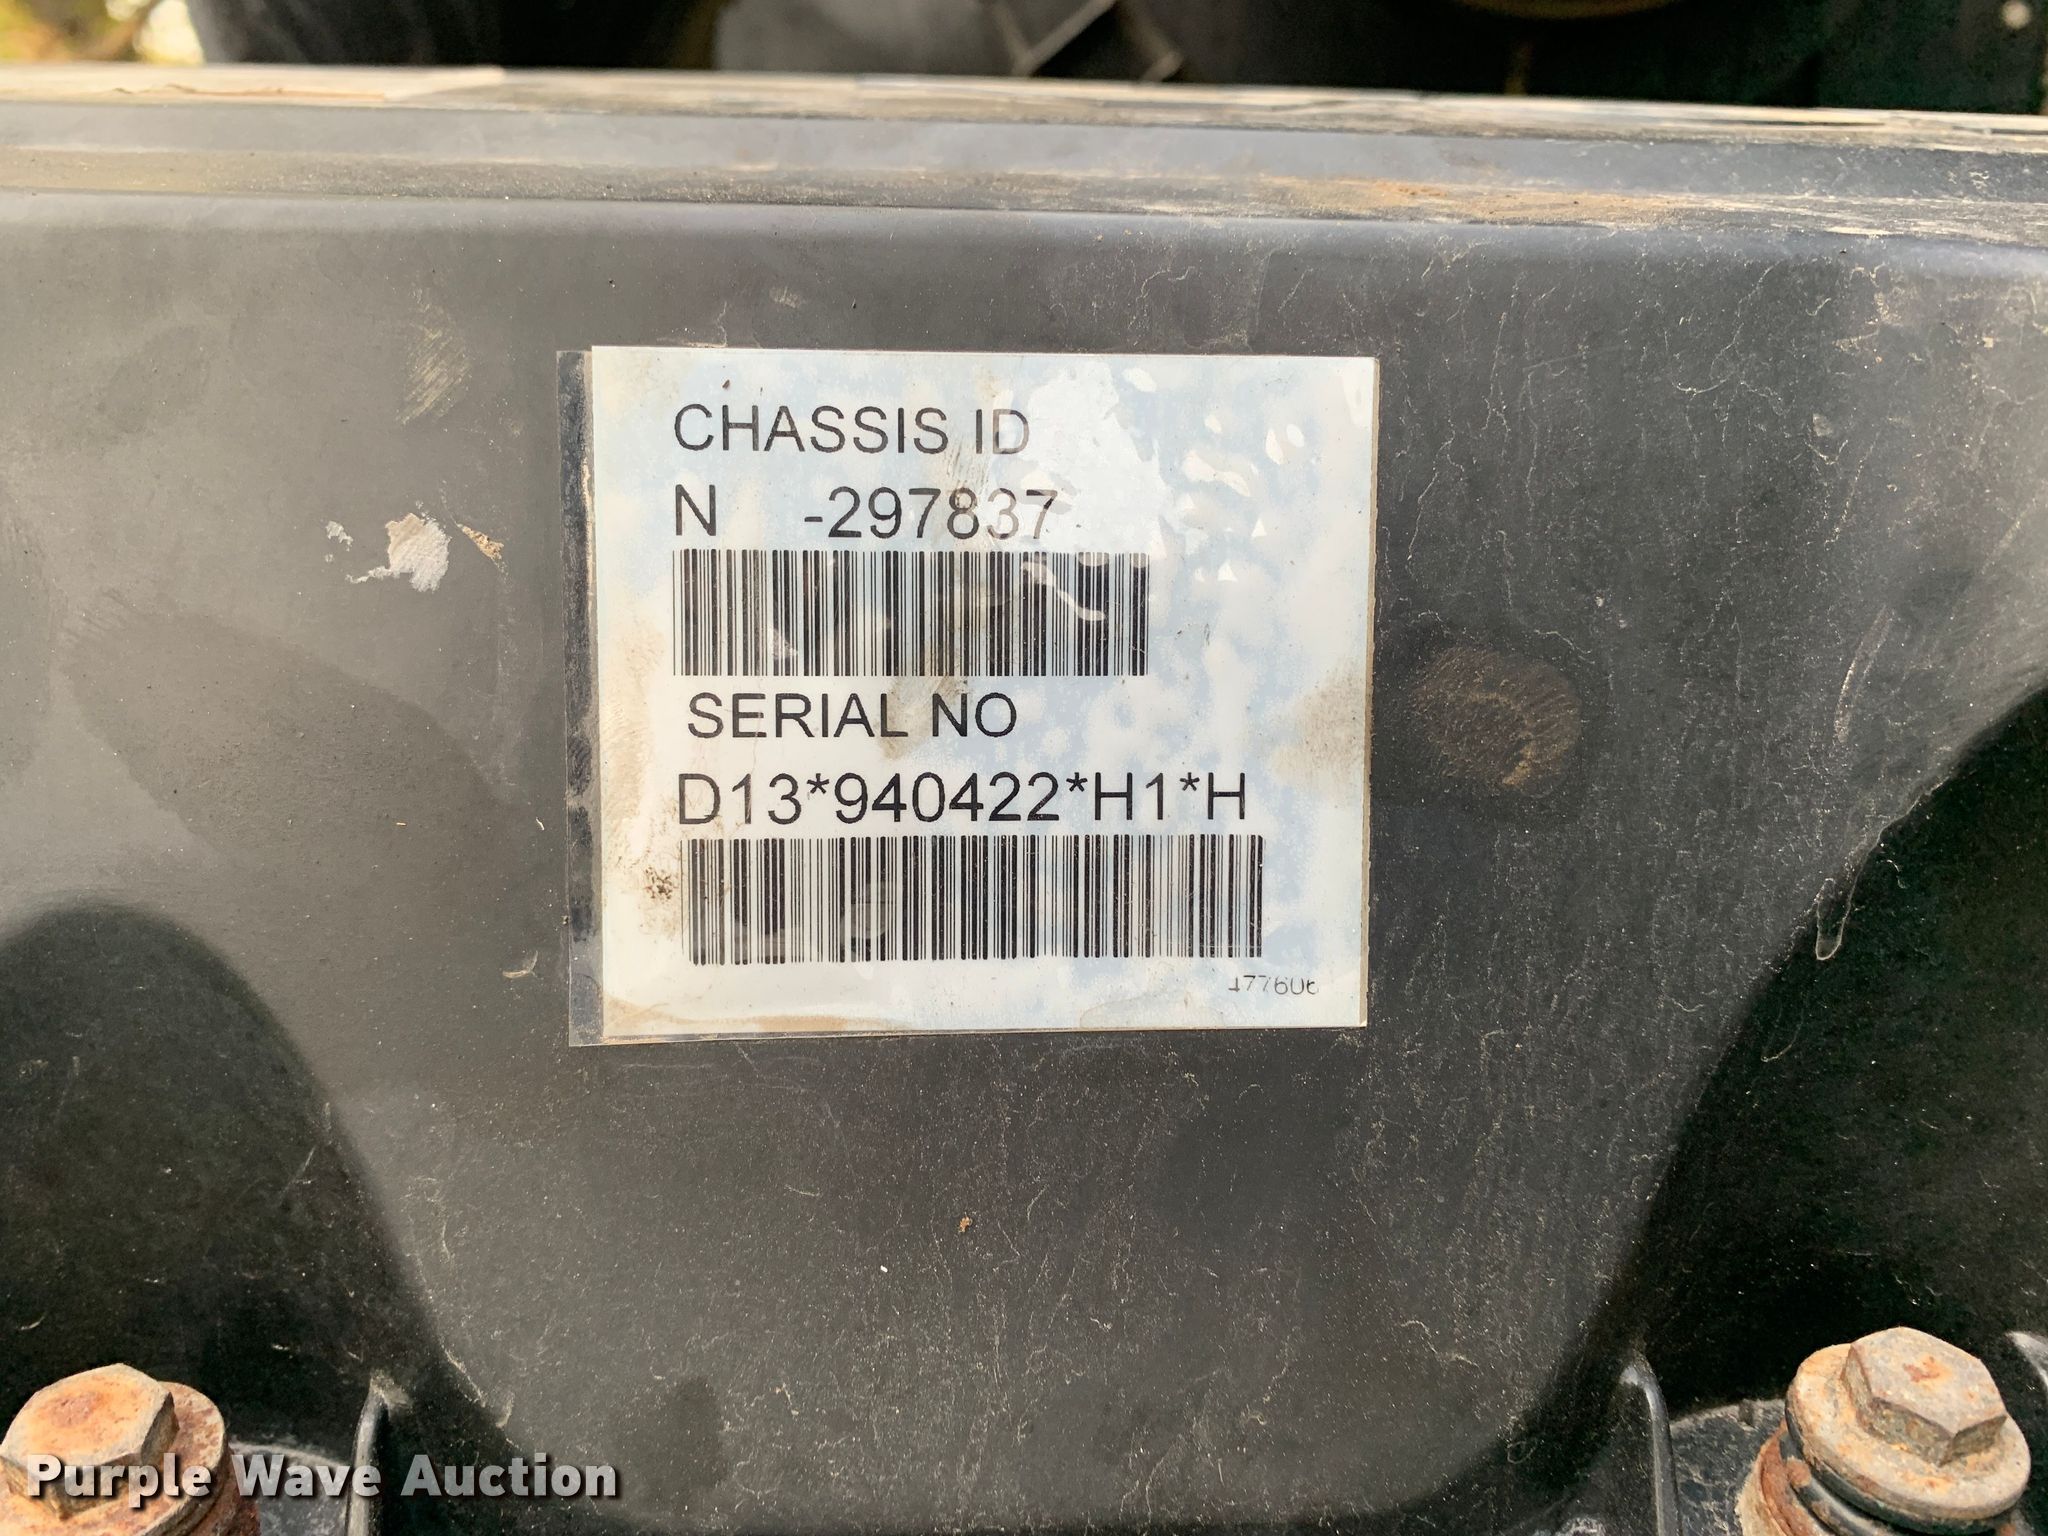 CHASSIS ID
N -297837
SERIAL NO
D13*940422*H1*H
Purple Wave Auction